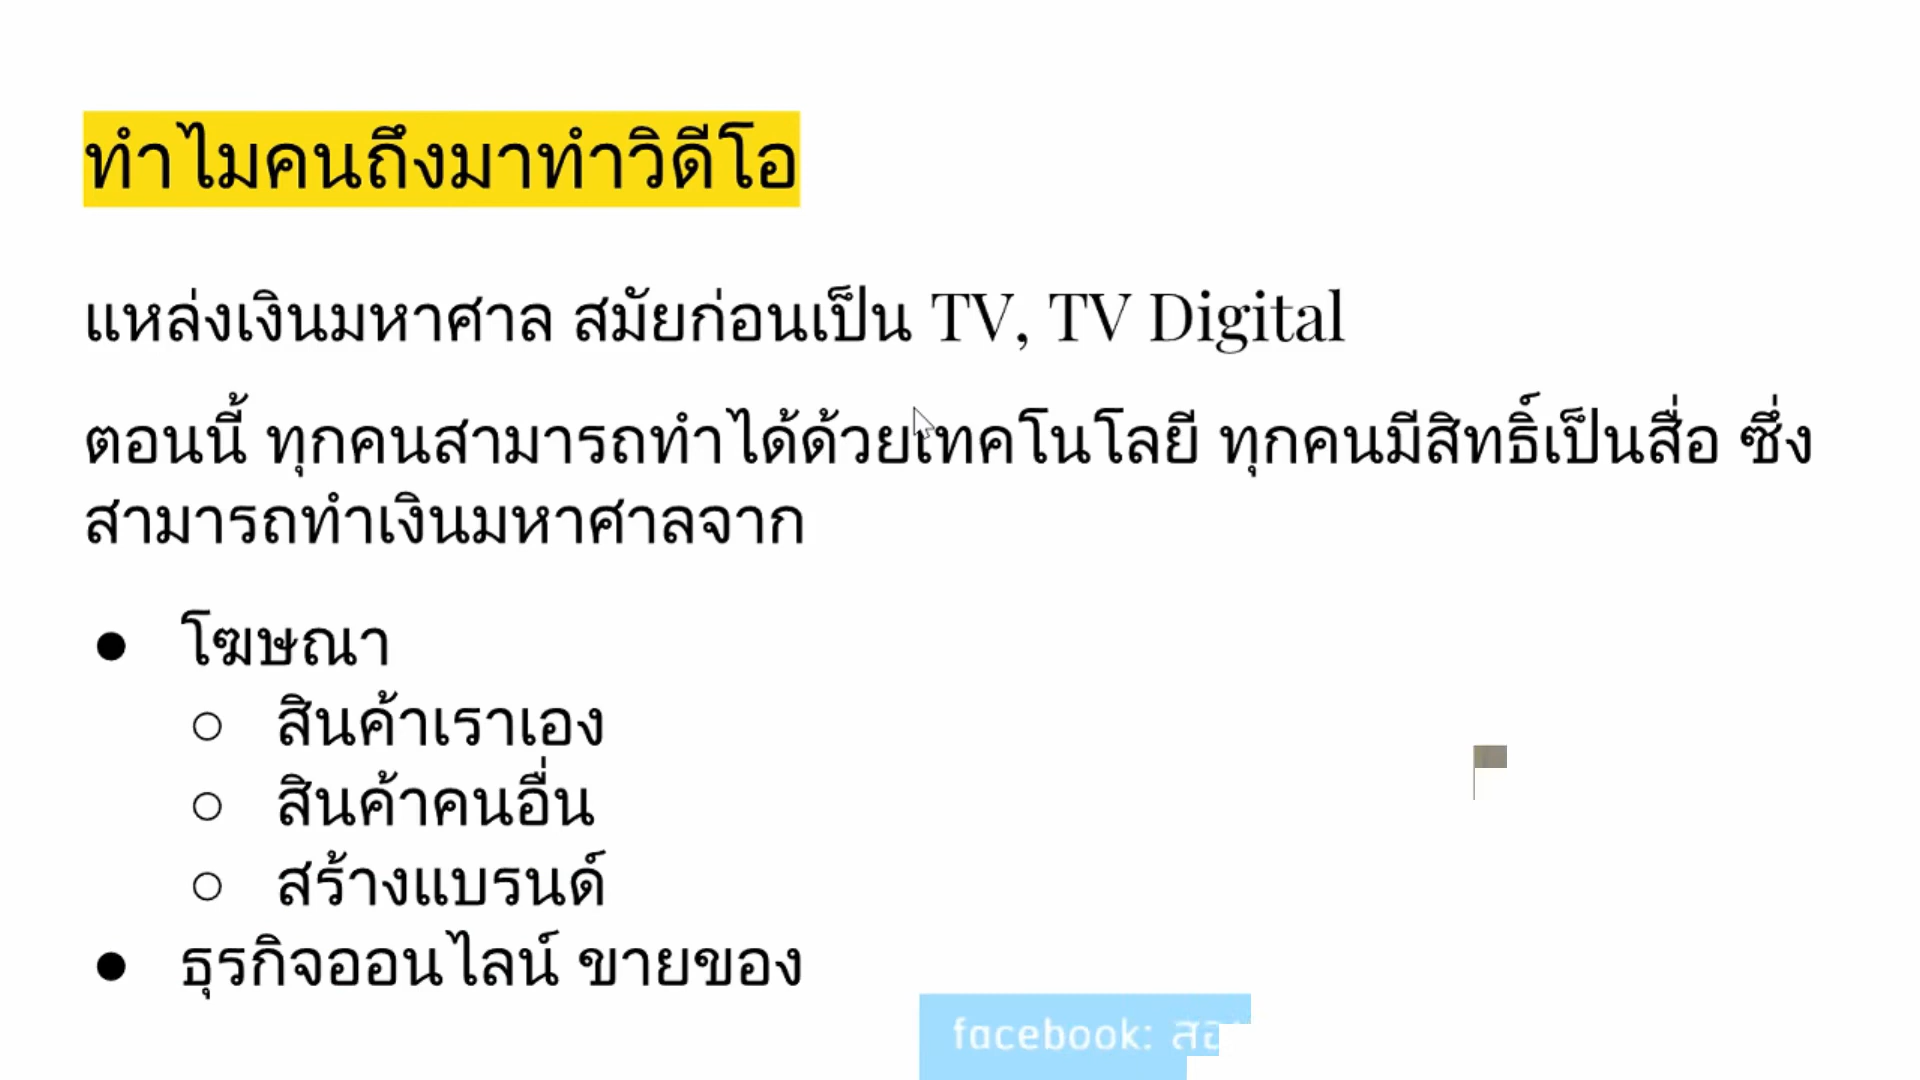 ทำไมคนถึงมาทำวิดีโอ
แหล่งเงินมหาศาล สมัยก่อนเป็น TV, TV Digital
ตอนนี้ ทุกคนสามารถทำได้ด้วยเทคโนโลยี ทุกคนมีสิทธิ์เป็นสื่อ ซึ่ง
สามารถทำเงินมหาศาลจาก
● โฆษณา
○ สินค้าเราเอง
○ สินค้าคนอื่น
○ สร้างแบรนด์
● ธุรกิจออนไลน์ ขายของ
facebook: